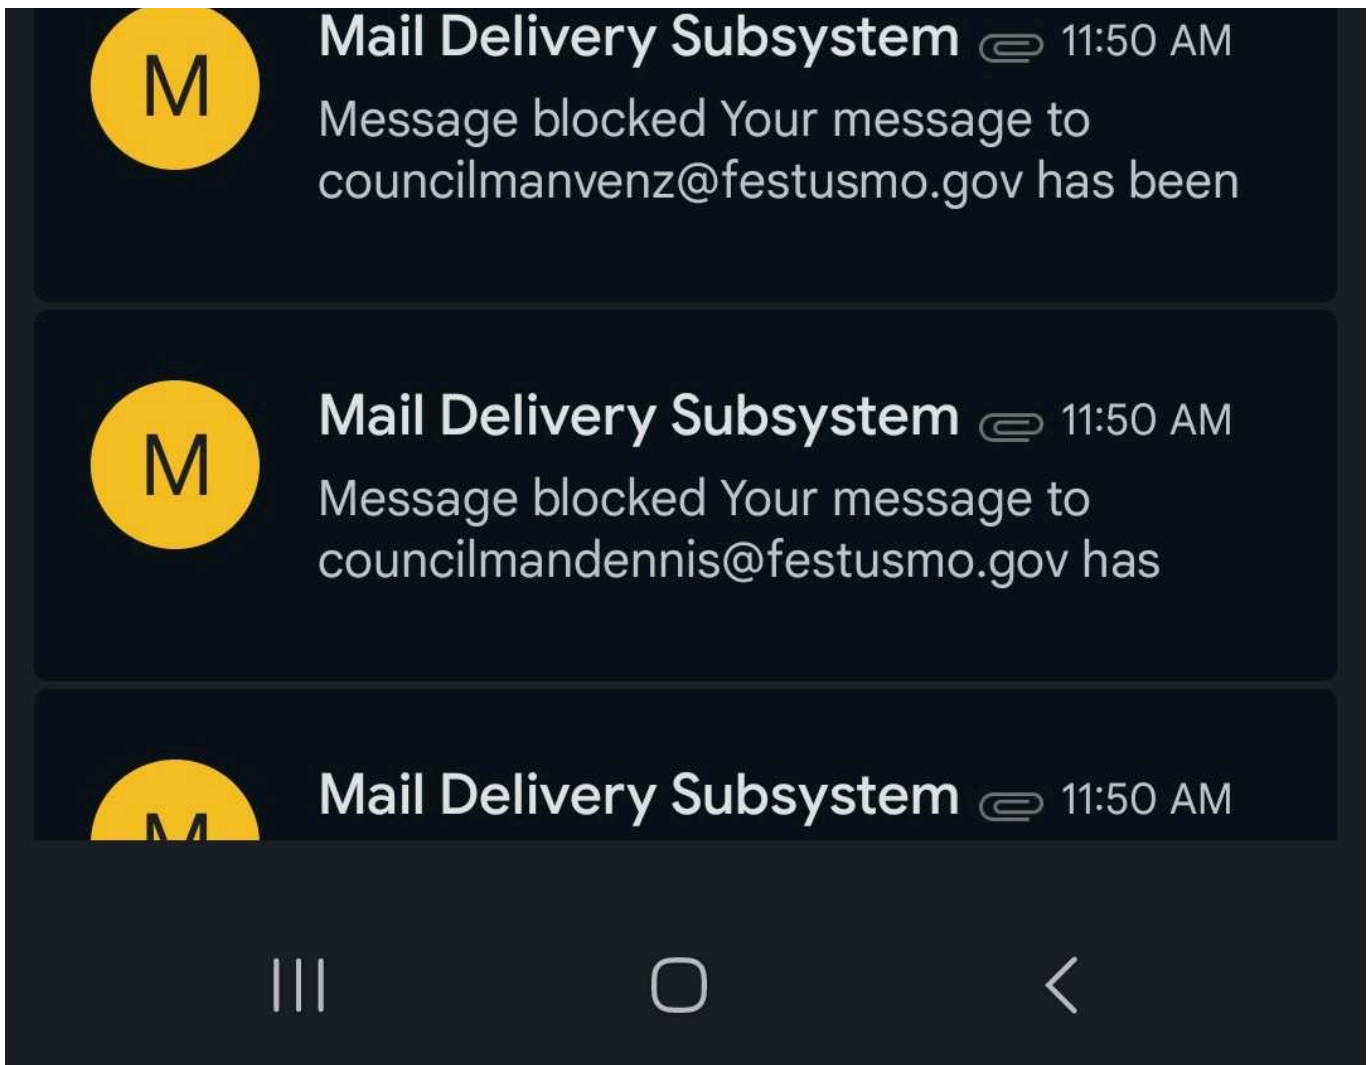 M
Mail Delivery Subsystem 11:50 AM
Message blocked Your message to
councilmanvenz@festusmo.gov has been
M
Mail Delivery Subsystem 11:50 AM
Message blocked Your message to
councilmandennis@festusmo.gov has
M
Mail Delivery Subsystem 11:50 AM